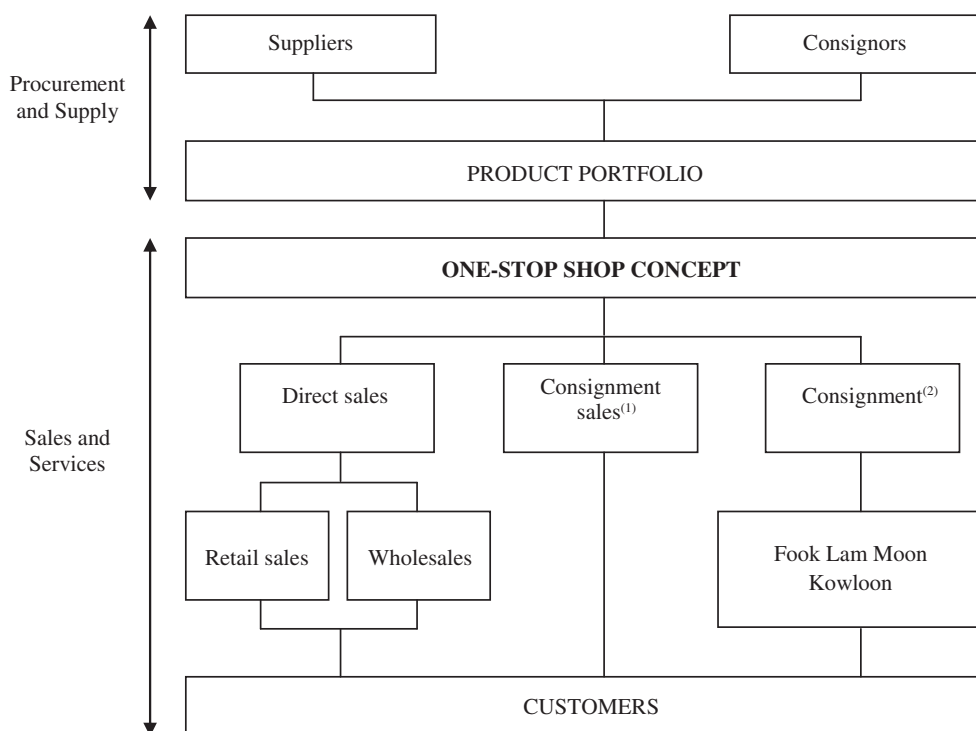 Suppliers
Consignors
Procurement
and Supply
PRODUCT PORTFOLIO
ONE-STOP SHOP CONCEPT
Direct sales
Consignment
sales(1)
Consignment(2)
Sales and
Services
Retail sales
Wholesales
Fook Lam Moon
Kowloon
CUSTOMERS